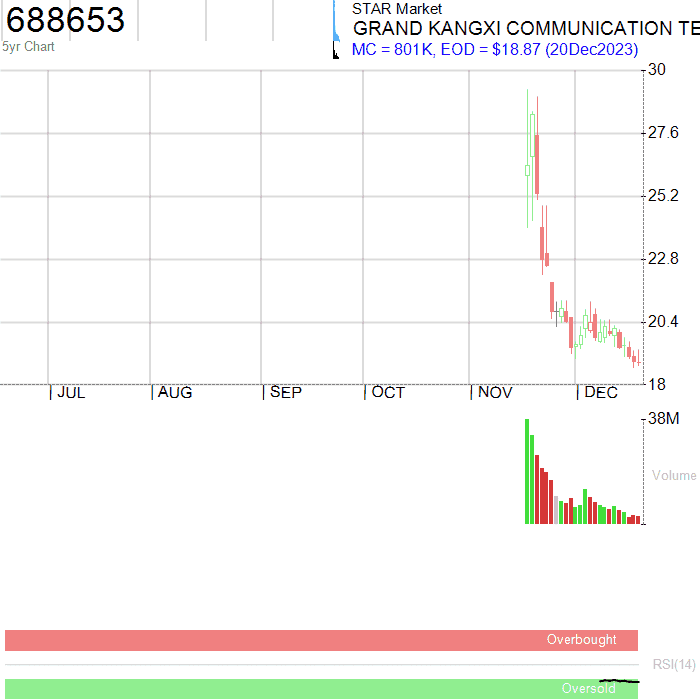 688653
5yr Chart
STAR Market
GRAND KANGXI COMMUNICATION TE
MC = 801K, EOD = $18.87 (20Dec2023)
30
27.6
25.2
22.8
20.4
18
JUL AUG SEP OCT NOV DEC
38M
Volume
Overbought
RSI(14)
Oversold